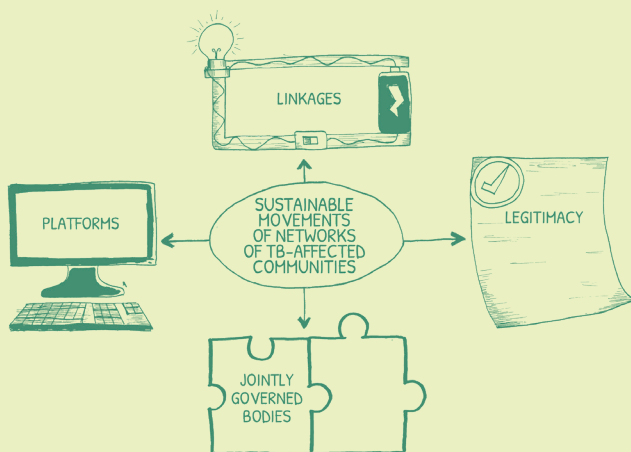 LINKAGES
PLATFORMS
SUSTAINABLE
MOVEMENTS
OF NETWORKS
OF TB-AFFECTED
COMMUNITIES
LEGITIMACY
JOINTLY
GOVERNED
BODIES